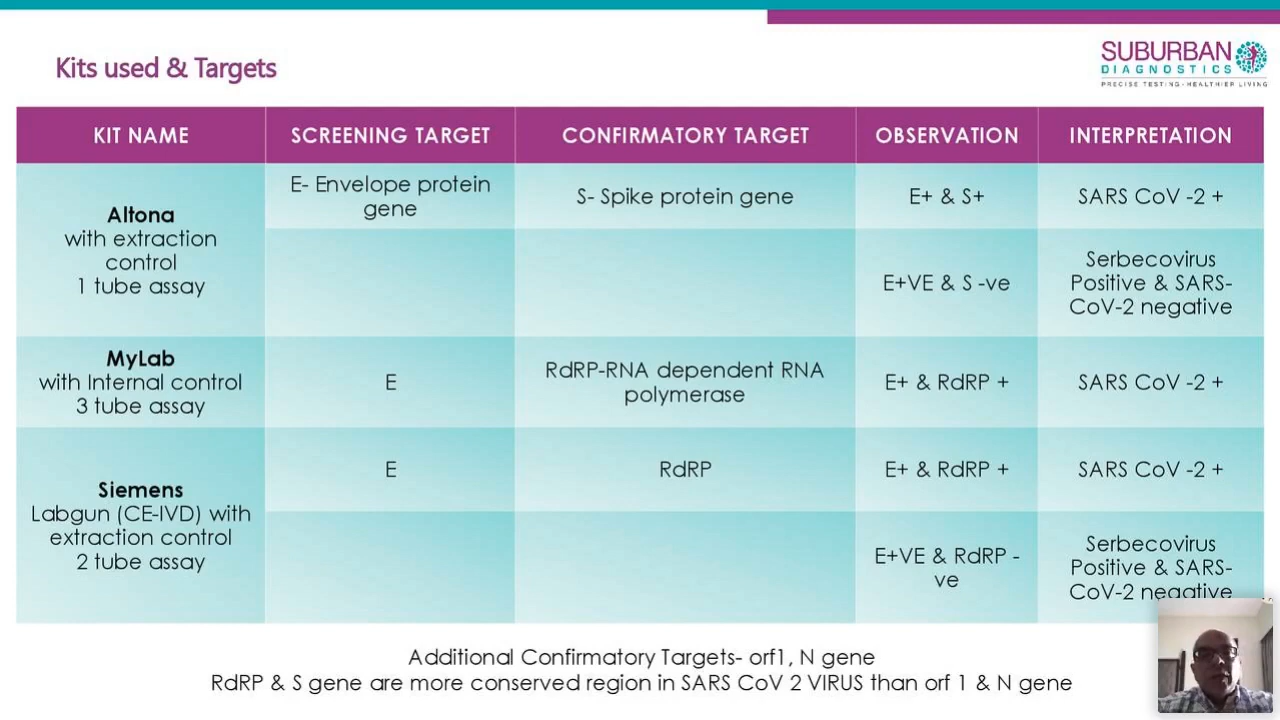 Kits used & Targets
SUBURBAN
DIAGNOSTICS
PRECISE TESTING - HEALTHIER LIVING
KIT NAME
SCREENING TARGET
CONFIRMATORY TARGET
OBSERVATION
INTERPRETATION
Altona
with extraction
control
1 tube assay
E- Envelope protein
gene
S- Spike protein gene
E+ & S+
SARS CoV -2 +
E+VE & S -ve
Serbecovirus
Positive & SARS-
CoV-2 negative
MyLab
with Internal control
3 tube assay
E
RdRP-RNA dependent RNA
polymerase
E+ & RdRP +
SARS CoV -2 +
Siemens
Labgun (CE-IVD) with
extraction control
2 tube assay
E
RdRP
E+ & RdRP +
SARS CoV -2 +
E+VE & RdRP -
ve
Serbecovirus
Positive & SARS-
CoV-2 negative
Additional Confirmatory Targets- orf1, N gene
RdRP & S gene are more conserved region in SARS CoV 2 VIRUS than orf 1 & N gene